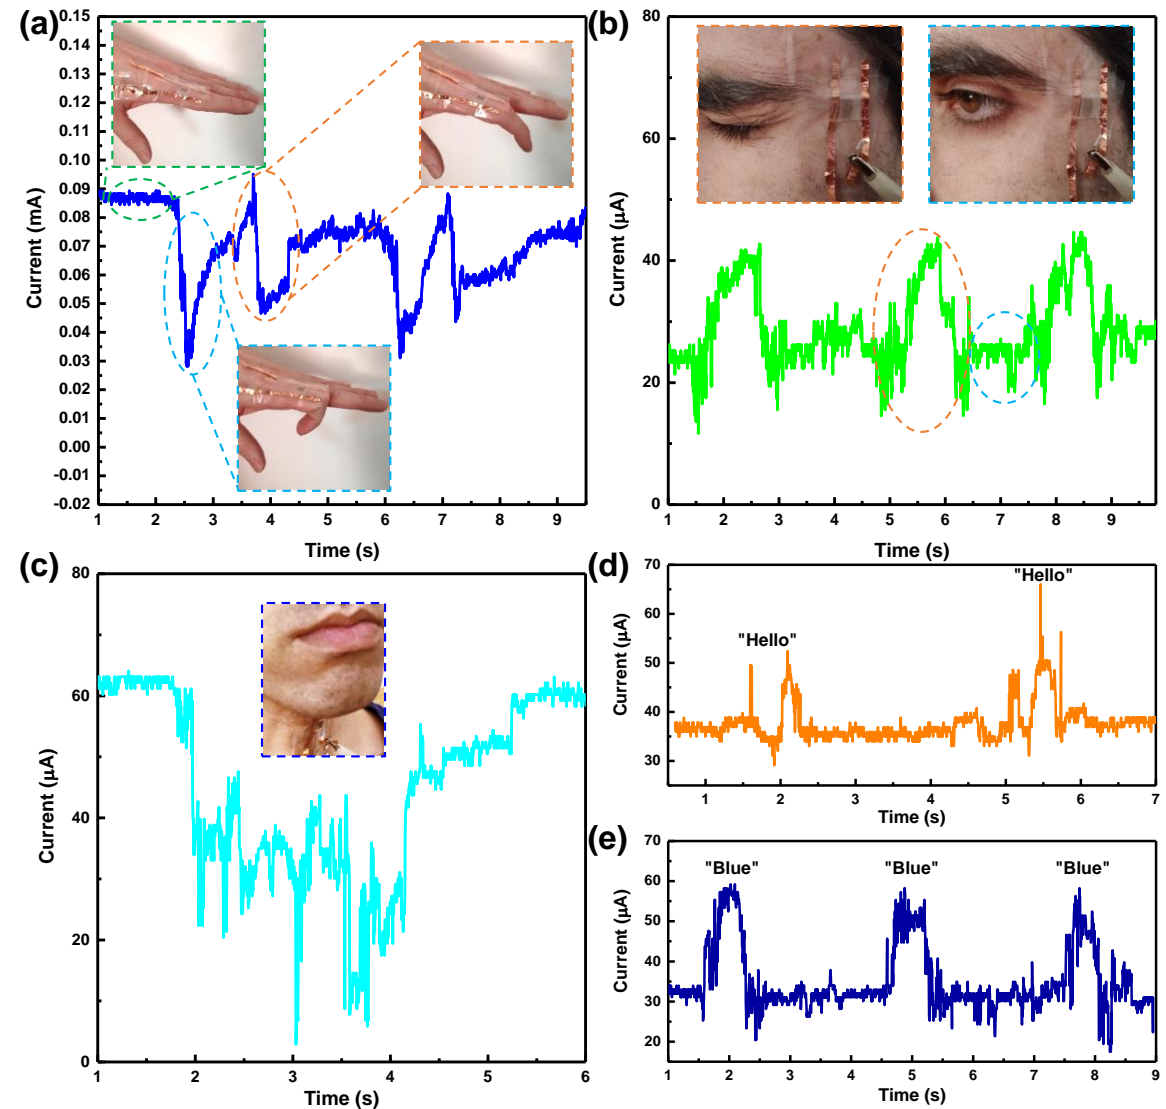 (a)
0.15
0.14
0.13
0.12
0.11
0.10
0.09
0.08
0.07
0.06
0.05
0.04
0.03
0.02
0.01
0.00
-0.01
-0.02
Current (mA)
1 2 3 4 5 6 7 8 9
Time (s)
(b)
80
60
40
20
0
Current (μA)
1 2 3 4 5 6 7 8 9
Time (s)
(c)
80
60
40
20
0
Current (μA)
1 2 3 4 5 6
Time (s)
(d)
70
60
50
40
30
Current (μA)
"Hello"
"Hello"
1 2 3 4 5 6 7
Time (s)
(e)
70
60
50
40
30
20
Current (μA)
"Blue" "Blue" "Blue"
1 2 3 4 5 6 7 8 9
Time (s)